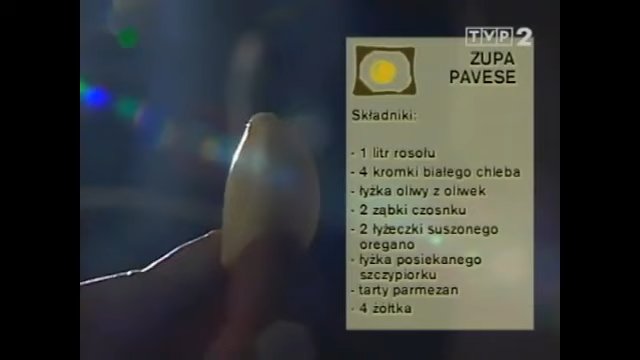 TVP2
ZUPA
PAVESE
Składniki:
- 1 litr rosołu
- 4 kromki białego chleba
- łyżka oliwy z oliwek
- 2 ząbki czosnku
- 2 łyżeczki suszonego
oregano
- łyżka posiekanego
szczypiorku
- tarty parmezan
- 4 żółtka